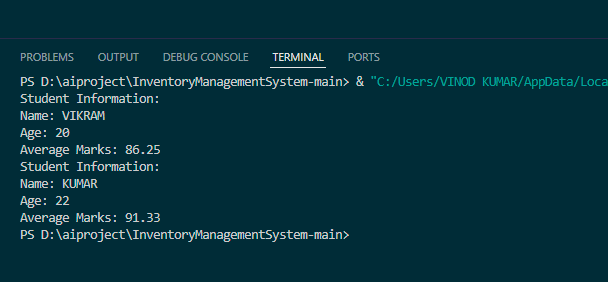 PROBLEMS OUTPUT DEBUG CONSOLE TERMINAL PORTS
PS D:\aiproject\InventoryManagementSystem-main> & "C:/Users/VINOD KUMAR/AppData/Loca
Student Information:
Name: VIKRAM
Age: 20
Average Marks: 86.25
Student Information:
Name: KUMAR
Age: 22
Average Marks: 91.33
PS D:\aiproject\InventoryManagementSystem-main>